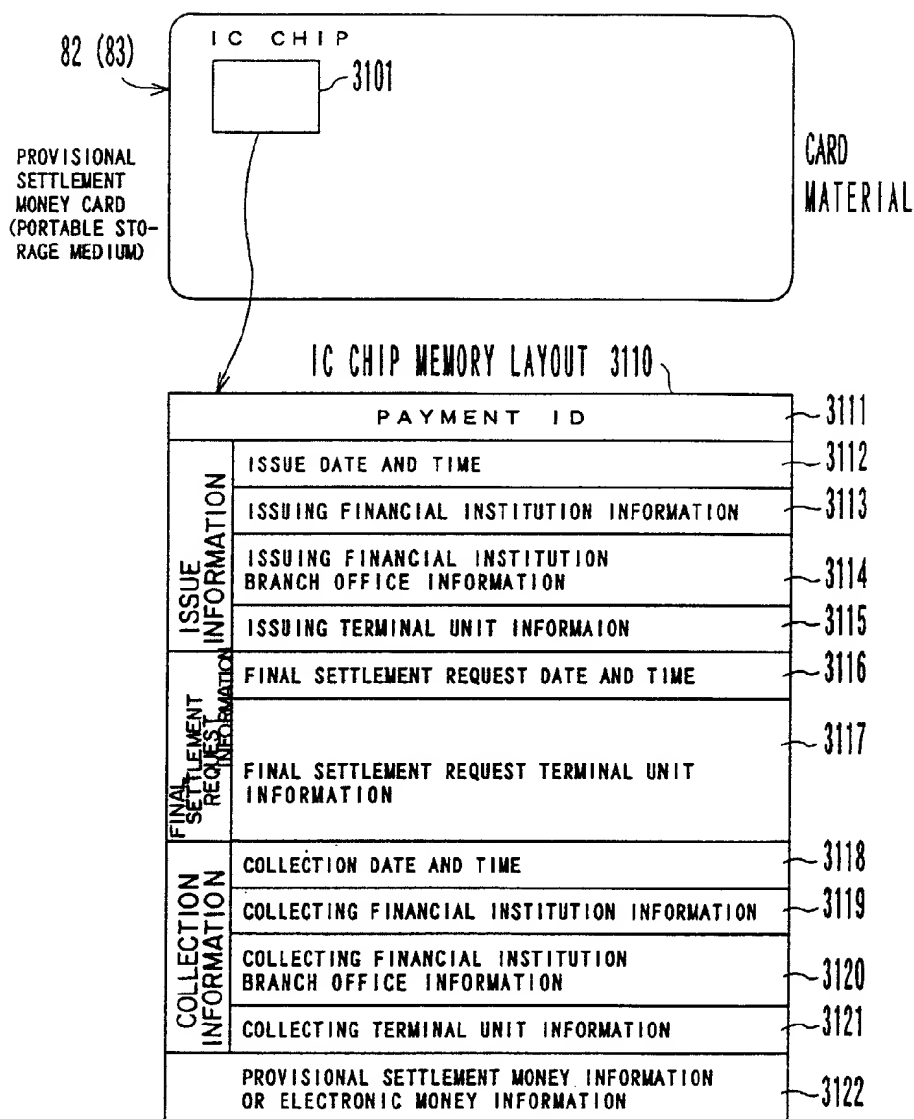 IC CHIP
82 (83)
3101
PROVISIONAL
SETTLEMENT
MONEY CARD
(PORTABLE STO-
RAGE MEDIUM)
CARD
MATERIAL
IC CHIP MEMORY LAYOUT 3110
PAYMENT ID
3111
ISSUE
INFORMATION
ISSUE DATE AND TIME
3112
ISSUING FINANCIAL INSTITUTION INFORMATION
3113
ISSUING FINANCIAL INSTITUTION
BRANCH OFFICE INFORMATION
3114
ISSUING TERMINAL UNIT INFORMAION
3115
FINAL
SETTLEMENT
REQUEST
INFORMATION
FINAL SETTLEMENT REQUEST DATE AND TIME
3116
FINAL SETTLEMENT REQUEST TERMINAL UNIT
INFORMATION
3117
COLLECTION
INFORMATION
COLLECTION DATE AND TIME
3118
COLLECTING FINANCIAL INSTITUTION INFORMATION
3119
COLLECTING FINANCIAL INSTITUTION
BRANCH OFFICE INFORMATION
3120
COLLECTING TERMINAL UNIT INFORMATION
3121
PROVISIONAL SETTLEMENT MONEY INFORMATION
OR ELECTRONIC MONEY INFORMATION
3122